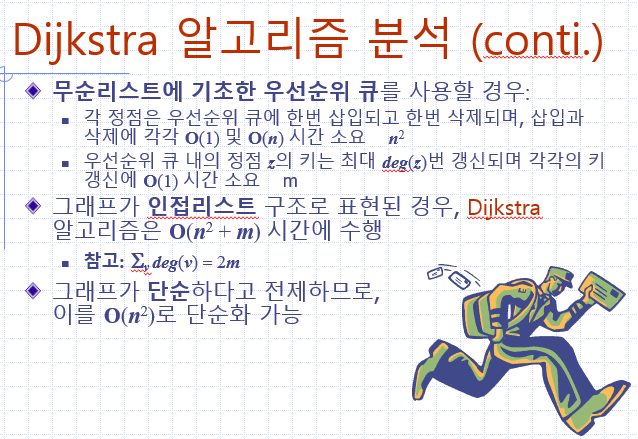 Dijkstra 알고리즘 분석 (conti.)
무순리스트에 기초한 우선순위 큐를 사용할 경우:
각 정점은 우선순위 큐에 한번 삽입되고 한번 삭제되며, 삽입과
삭제에 각각 O(1) 및 O(n) 시간 소요 n²
우선순위 큐 내의 정점 z의 키는 최대 deg(z)번 갱신되며 각각의 키
갱신에 O(1) 시간 소요 m
그래프가 인접리스트 구조로 표현된 경우, Dijkstra
알고리즘은 O(n² + m) 시간에 수행
참고: Σᵥ deg(v) = 2m
그래프가 단순하다고 전제하므로,
이를 O(n²)로 단순화 가능